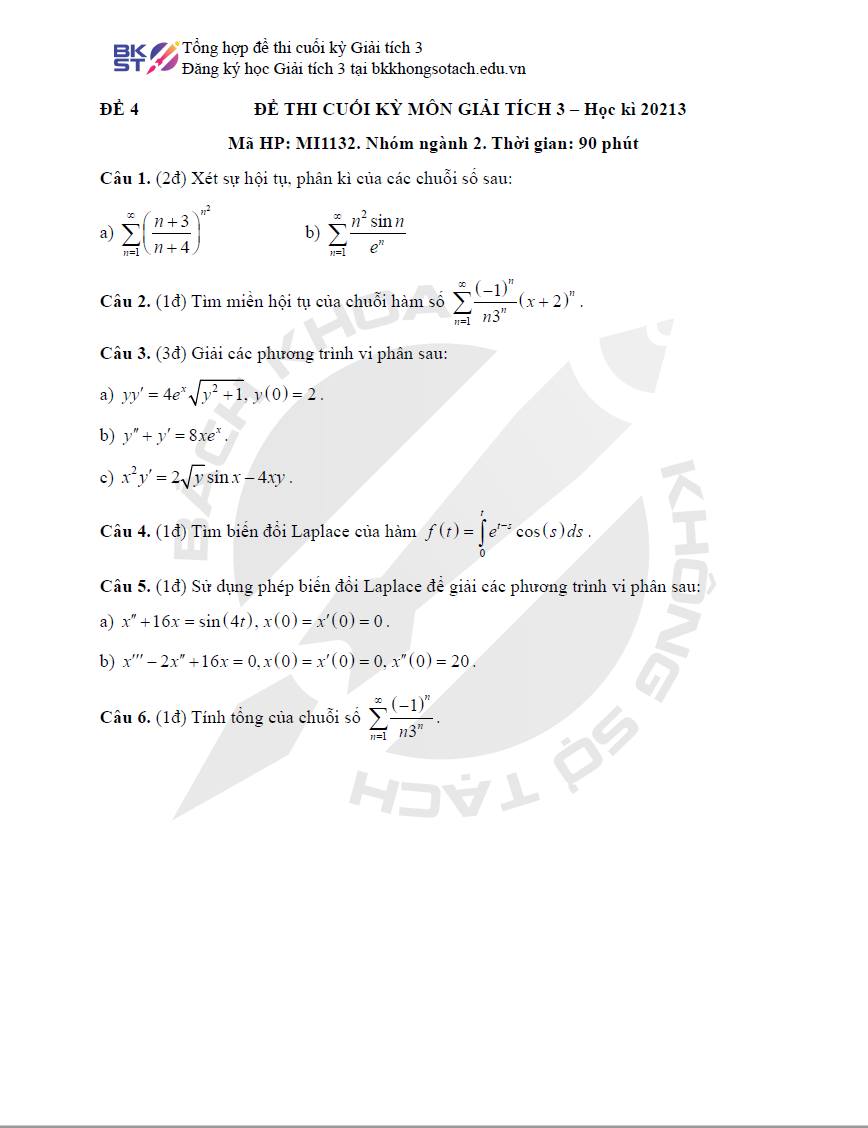 BK
ST
Tổng hợp đề thi cuối kỳ Giải tích 3
Đăng ký học Giải tích 3 tại bkkhongsotach.edu.vn
ĐỀ 4 ĐỀ THI CUỐI KỲ MÔN GIẢI TÍCH 3 – Học kì 20213
Mã HP: MI1132. Nhóm ngành 2. Thời gian: 90 phút
Câu 1. (2đ) Xét sự hội tụ, phân kì của các chuỗi số sau:
a) $\sum_{n=1}^{\infty}\left(\frac{n+3}{n+4}\right)^{n^2}$ b) $\sum_{n=1}^{\infty}\frac{n^2 \sin n}{e^n}$
Câu 2. (1đ) Tìm miền hội tụ của chuỗi hàm số $\sum_{n=1}^{\infty}\frac{(-1)^n}{n3^n}(x+2)^n$ .
Câu 3. (3đ) Giải các phương trình vi phân sau:
a) $yy' = 4e^x\sqrt{y^2+1}, y(0) = 2$ .
b) $y'' + y' = 8xe^x$ .
c) $x^2y' = 2\sqrt{y}\sin x - 4xy$ .
Câu 4. (1đ) Tìm biến đổi Laplace của hàm $f(t) = \int_0^t e^{t-s}\cos(s)ds$ .
Câu 5. (1đ) Sử dụng phép biến đổi Laplace để giải các phương trình vi phân sau:
a) $x'' + 16x = \sin(4t), x(0) = x'(0) = 0$ .
b) $x''' - 2x'' + 16x = 0, x(0) = x'(0) = 0, x''(0) = 20$ .
Câu 6. (1đ) Tính tổng của chuỗi số $\sum_{n=1}^{\infty}\frac{(-1)^n}{n3^n}$ .
BÁCH KHOA
KHÔNG SỢ TẠCH